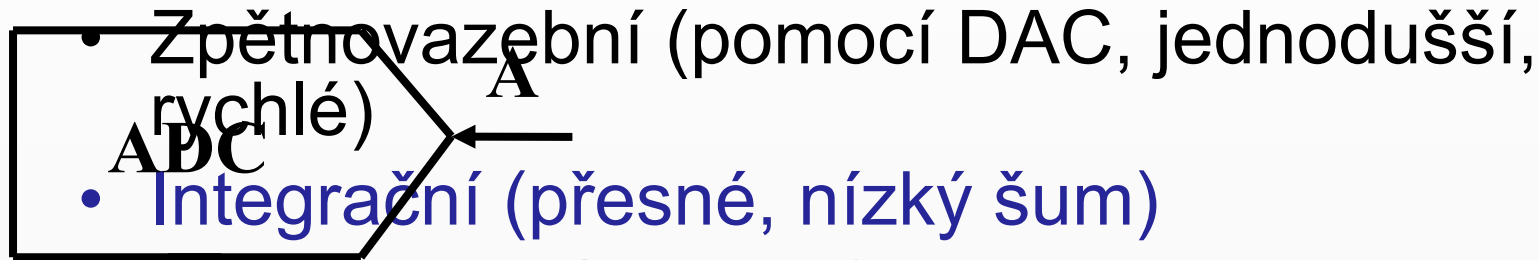 • Zpětnovazební (pomocí DAC, jednodušší,
rychlé)
A
ADC
• Integrační (přesné, nízký šum)